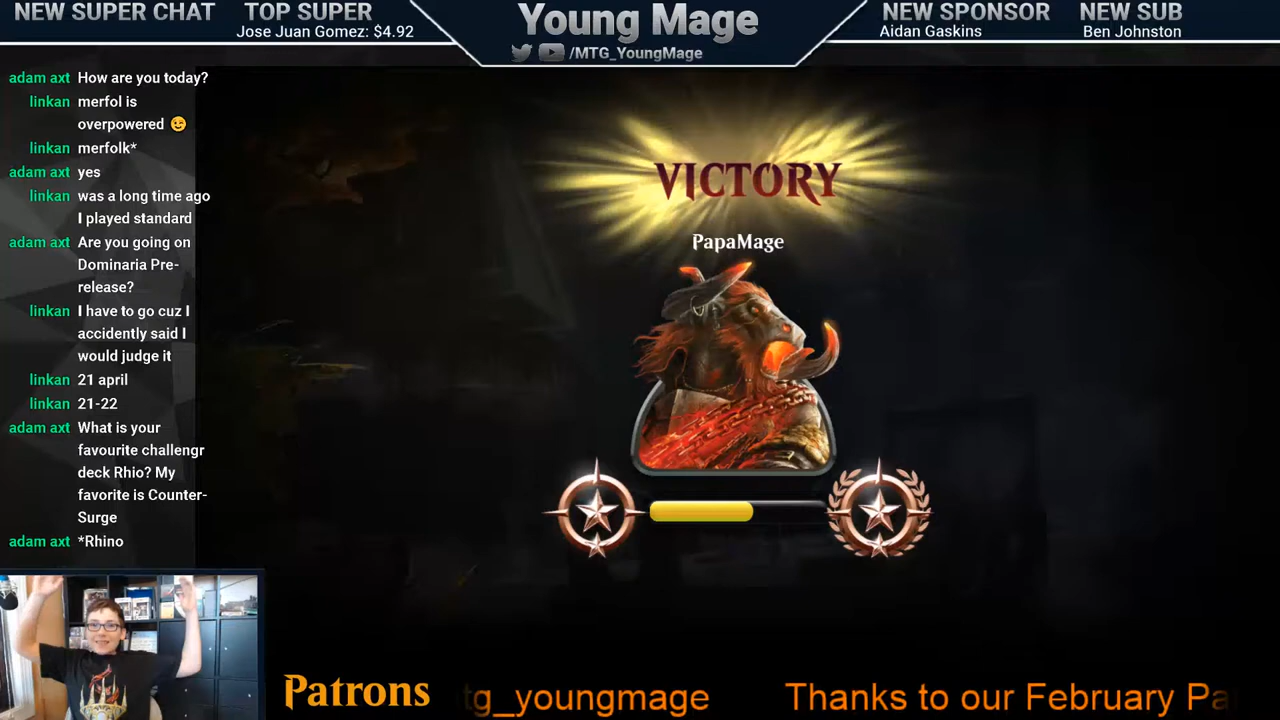 NEW SUPER CHAT
TOP SUPER
Jose Juan Gomez: $4.92
Young Mage
/MTG_YoungMage
NEW SPONSOR
Aidan Gaskins
NEW SUB
Ben Johnston
adam axt How are you today?
linkan merfol is
overpowered 😉
linkan merfolk*
adam axt yes
linkan was a long time ago
I played standard
adam axt Are you going on
Dominaria Pre-
release?
linkan I have to go cuz I
accidently said I
would judge it
linkan 21 april
linkan 21-22
adam axt What is your
favourite challengr
deck Rhio? My
favorite is Counter-
Surge
adam axt *Rhino
VICTORY
PapaMage
Patrons
tg_youngmage
Thanks to our February Pa